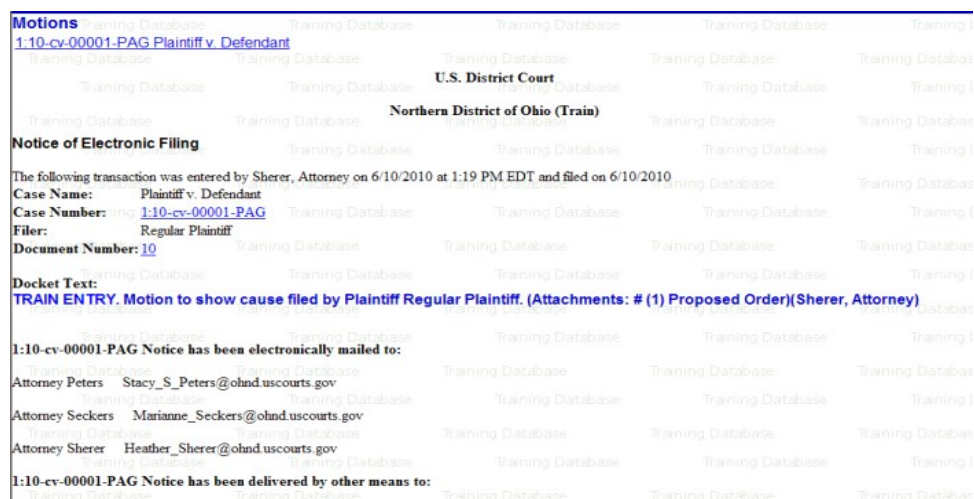 Motions
1:10-cv-00001-PAG Plaintiff v. Defendant
U.S. District Court
Northern District of Ohio (Train)
Notice of Electronic Filing
The following transaction was entered by Sherer, Attorney on 6/10/2010 at 1:19 PM EDT and filed on 6/10/2010
Case Name: Plaintiff v. Defendant
Case Number: 1:10-cv-00001-PAG
Filer: Regular Plaintiff
Document Number: 10
Docket Text:
TRAIN ENTRY. Motion to show cause filed by Plaintiff Regular Plaintiff. (Attachments: # (1) Proposed Order)(Sherer, Attorney)
1:10-cv-00001-PAG Notice has been electronically mailed to:
Attorney Peters Stacy_S_Peters@ohnd.uscourts.gov
Attorney Seckers Marianne_Seckers@ohnd.uscourts.gov
Attorney Sherer Heather_Sherer@ohnd.uscourts.gov
1:10-cv-00001-PAG Notice has been delivered by other means to: